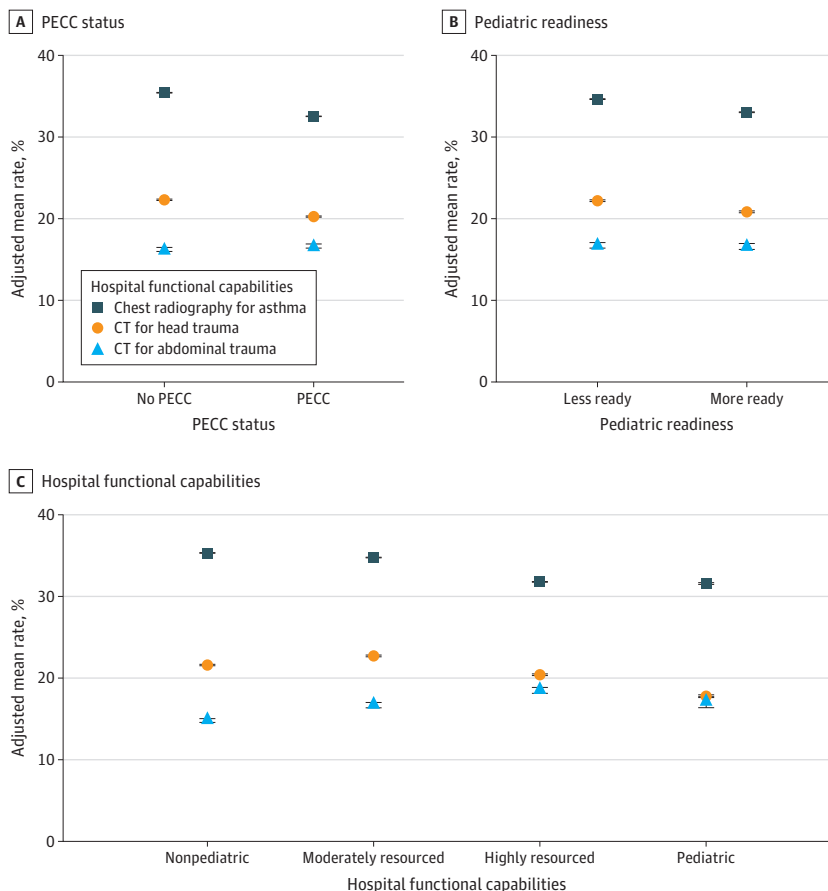 A PECC status
Adjusted mean rate, %
40
30
20
10
0
Hospital functional capabilities
Chest radiography for asthma
CT for head trauma
CT for abdominal trauma
No PECC PECC
PECC status
B Pediatric readiness
Adjusted mean rate, %
40
30
20
10
0
Less ready More ready
Pediatric readiness
C Hospital functional capabilities
Adjusted mean rate, %
40
30
20
10
0
Nonpediatric Moderately resourced Highly resourced Pediatric
Hospital functional capabilities